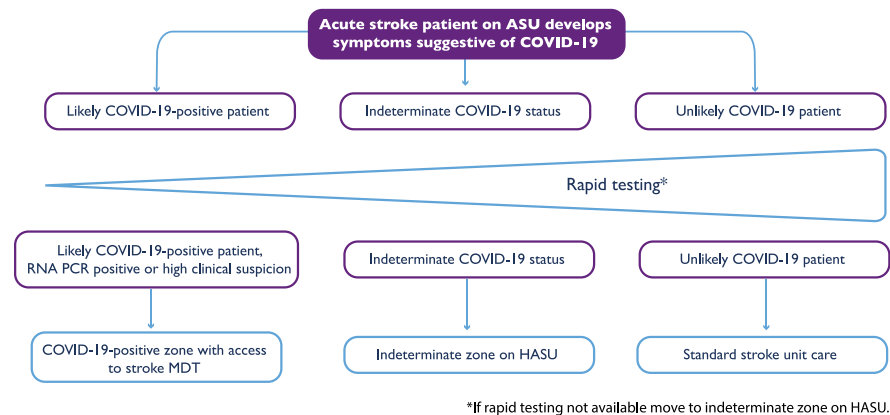 Acute stroke patient on ASU develops
symptoms suggestive of COVID-19
Likely COVID-19-positive patient
Indeterminate COVID-19 status
Unlikely COVID-19 patient
Rapid testing*
Likely COVID-19-positive patient,
RNA PCR positive or high clinical suspicion
Indeterminate COVID-19 status
Unlikely COVID-19 patient
COVID-19-positive zone with access
to stroke MDT
Indeterminate zone on HASU
Standard stroke unit care
*If rapid testing not available move to indeterminate zone on HASU.